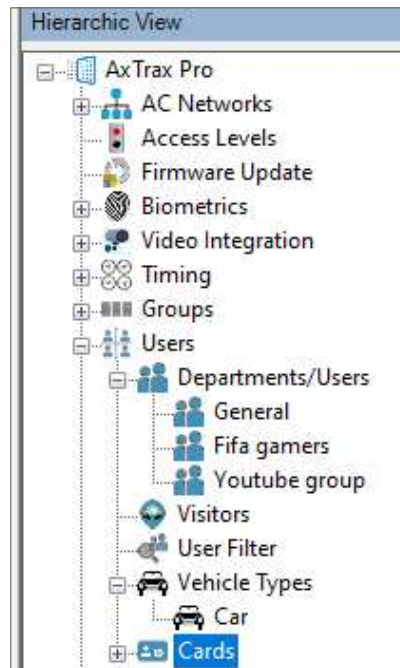 Hierarchic View
AxTrax Pro
AC Networks
Access Levels
Firmware Update
Biometrics
Video Integration
Timing
Groups
Users
Departments/Users
General
Fifa gamers
Youtube group
Visitors
User Filter
Vehicle Types
Car
Cards